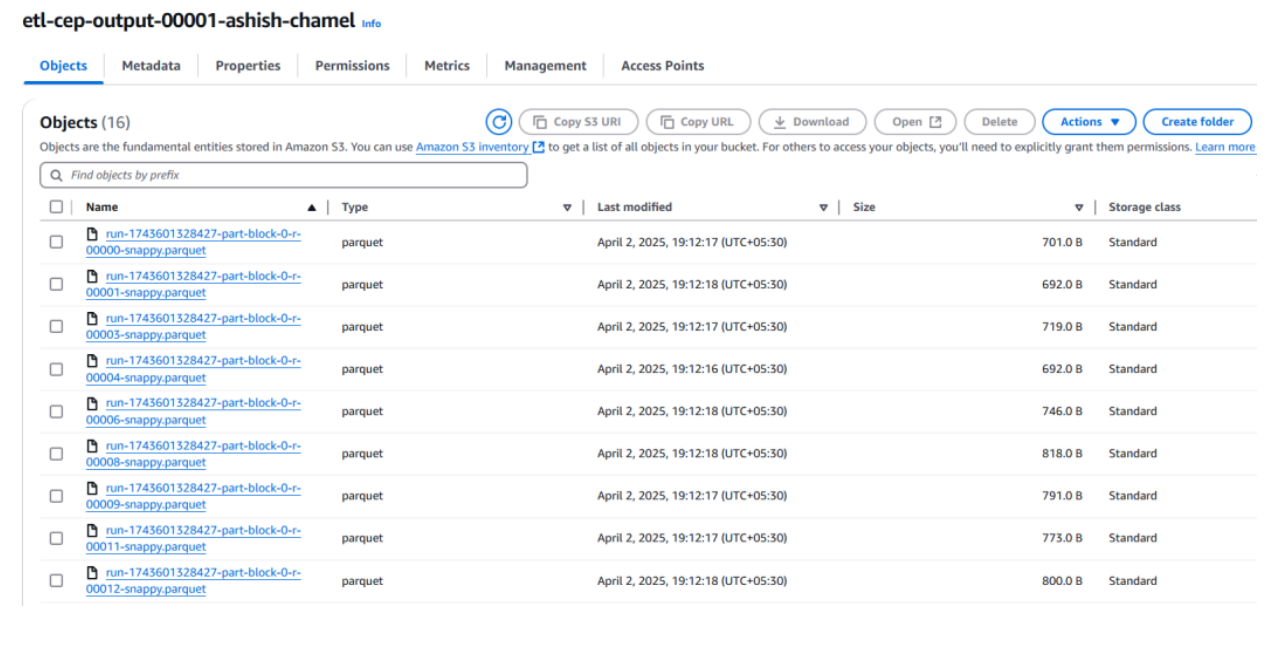 etl-cep-output-00001-ashish-chamel Info
Objects Metadata Properties Permissions Metrics Management Access Points
Objects (16) Copy S3 URI Copy URL Download Open Delete Actions Create folder
Objects are the fundamental entities stored in Amazon S3. You can use Amazon S3 inventory to get a list of all objects in your bucket. For others to access your objects, you'll need to explicitly grant them permissions. Learn more
Find objects by prefix
Name Type Last modified Size Storage class
run-1743601328427-part-block-0-r-
00000-snappy.parquet parquet April 2, 2025, 19:12:17 (UTC+05:30) 701.0 B Standard
run-1743601328427-part-block-0-r-
00001-snappy.parquet parquet April 2, 2025, 19:12:18 (UTC+05:30) 692.0 B Standard
run-1743601328427-part-block-0-r-
00003-snappy.parquet parquet April 2, 2025, 19:12:17 (UTC+05:30) 719.0 B Standard
run-1743601328427-part-block-0-r-
00004-snappy.parquet parquet April 2, 2025, 19:12:16 (UTC+05:30) 692.0 B Standard
run-1743601328427-part-block-0-r-
00006-snappy.parquet parquet April 2, 2025, 19:12:18 (UTC+05:30) 746.0 B Standard
run-1743601328427-part-block-0-r-
00008-snappy.parquet parquet April 2, 2025, 19:12:18 (UTC+05:30) 818.0 B Standard
run-1743601328427-part-block-0-r-
00009-snappy.parquet parquet April 2, 2025, 19:12:17 (UTC+05:30) 791.0 B Standard
run-1743601328427-part-block-0-r-
00011-snappy.parquet parquet April 2, 2025, 19:12:17 (UTC+05:30) 773.0 B Standard
run-1743601328427-part-block-0-r-
00012-snappy.parquet parquet April 2, 2025, 19:12:18 (UTC+05:30) 800.0 B Standard